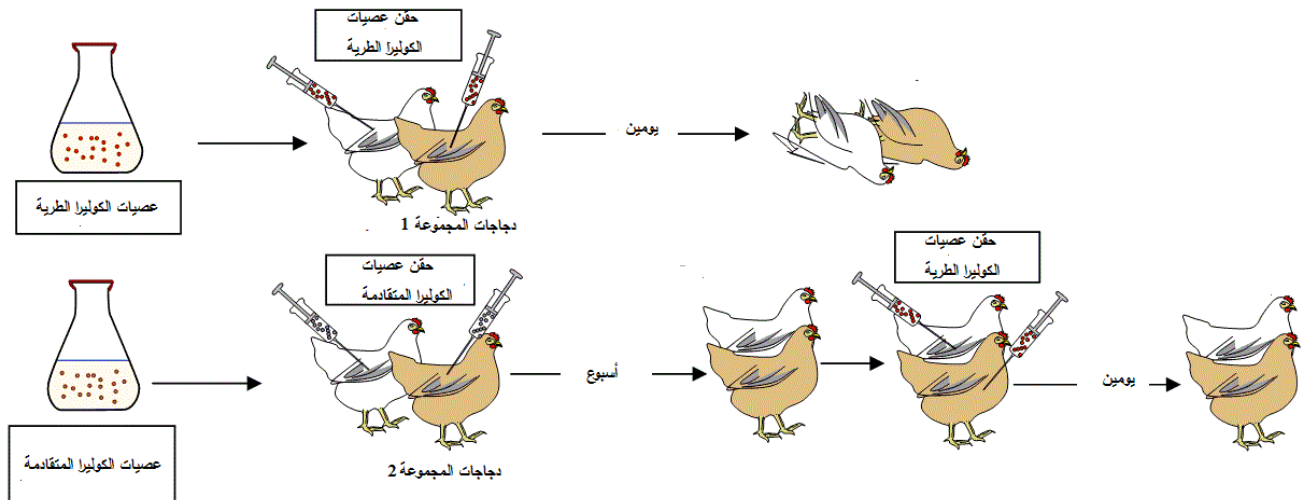 حقن عصيات
الكوليرا الطرية
يومين
عصيات الكوليرا الطرية
دجاجات المجموعة 1
حقن عصيات
الكوليرا المتقادمة
حقن عصيات
الكوليرا الطرية
أسبوع
يومين
عصيات الكوليرا المتقادمة
دجاجات المجموعة 2